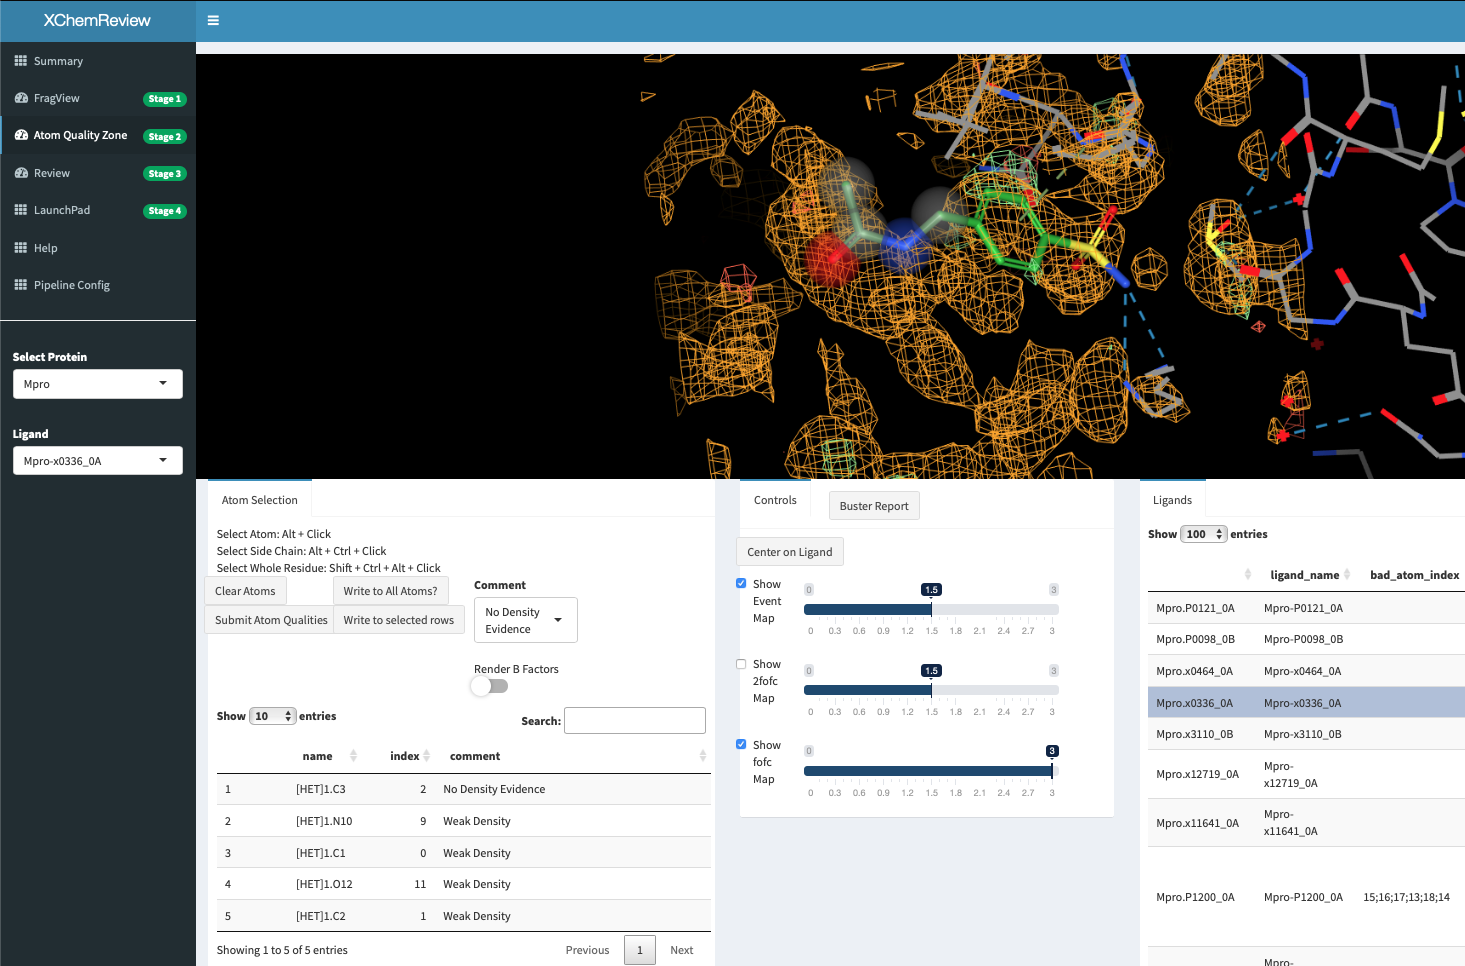 XChemReview
Summary
FragView Stage 1
Atom Quality Zone Stage 2
Review Stage 3
LaunchPad Stage 4
Help
Pipeline Config
Select Protein
Mpro
Ligand
Mpro-x0336_0A
Atom Selection
Select Atom: Alt + Click
Select Side Chain: Alt + Ctrl + Click
Select Whole Residue: Shift + Ctrl + Alt + Click
Clear Atoms Write to All Atoms?
Submit Atom Qualities Write to selected rows
Comment
No Density
Evidence
Render B Factors
Show 10 entries
Search:
name index comment
1 [HET]1.C3 2 No Density Evidence
2 [HET]1.N10 9 Weak Density
3 [HET]1.C1 0 Weak Density
4 [HET]1.O12 11 Weak Density
5 [HET]1.C2 1 Weak Density
Showing 1 to 5 of 5 entries Previous 1 Next
Controls Buster Report
Center on Ligand
Show
Event
Map
0 1.5 3
0 0.3 0.6 0.9 1.2 1.5 1.8 2.1 2.4 2.7 3
Show
2fofc
Map
0 1.5 3
0 0.3 0.6 0.9 1.2 1.5 1.8 2.1 2.4 2.7 3
Show
fofc
Map
0 3
0 0.3 0.6 0.9 1.2 1.5 1.8 2.1 2.4 2.7 3
Ligands
Show 100 entries
ligand_name bad_atom_index
Mpro.P0121_0A Mpro-P0121_0A
Mpro.P0098_0B Mpro-P0098_0B
Mpro.x0464_0A Mpro-x0464_0A
Mpro.x0336_0A Mpro-x0336_0A
Mpro.x3110_0B Mpro-x3110_0B
Mpro.x12719_0A Mpro-
x12719_0A
Mpro.x11641_0A Mpro-
x11641_0A
Mpro.P1200_0A Mpro-P1200_0A 15;16;17;13;18;14
Mpro-